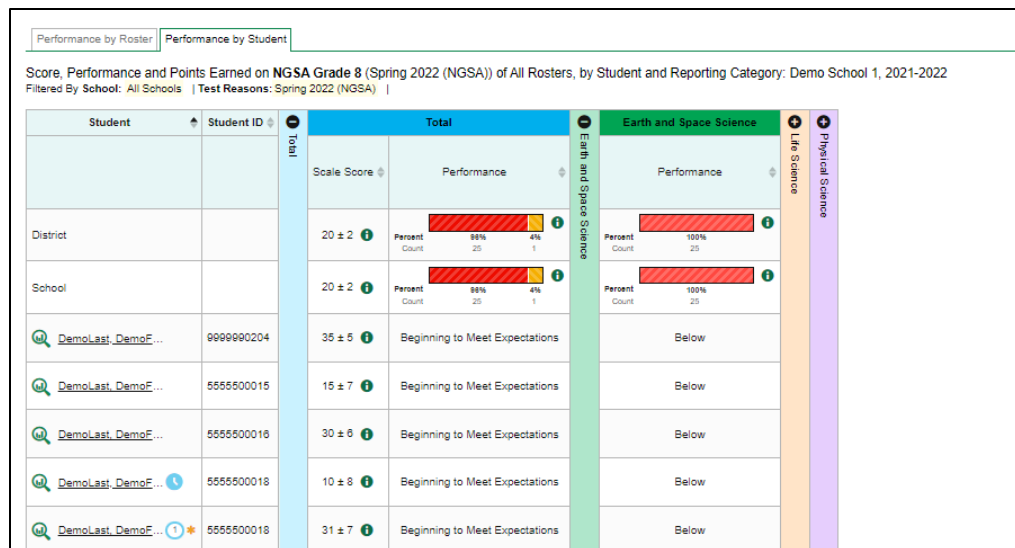 Performance by Roster Performance by Student
Score, Performance and Points Earned on NGSA Grade 8 (Spring 2022 (NGSA)) of All Rosters, by Student and Reporting Category: Demo School 1, 2021-2022
Filtered By School: All Schools | Test Reasons: Spring 2022 (NGSA) |
Student Student ID Total Total Earth and Space Science Earth and Space Science Life Science Physical Science
Scale Score Performance Performance
District 20 ± 2
Percent 96% 4%
Count 25 1
Percent 100%
Count 25
School 20 ± 2
Percent 96% 4%
Count 25 1
Percent 100%
Count 25
DemoLast, DemoF... 9999990204 35 ± 5 Beginning to Meet Expectations Below
DemoLast, DemoF... 5555500015 15 ± 7 Beginning to Meet Expectations Below
DemoLast, DemoF... 5555500016 30 ± 6 Beginning to Meet Expectations Below
DemoLast, DemoF... 5555500018 10 ± 8 Beginning to Meet Expectations Below
DemoLast, DemoF... 1 * 5555500018 31 ± 7 Beginning to Meet Expectations Below